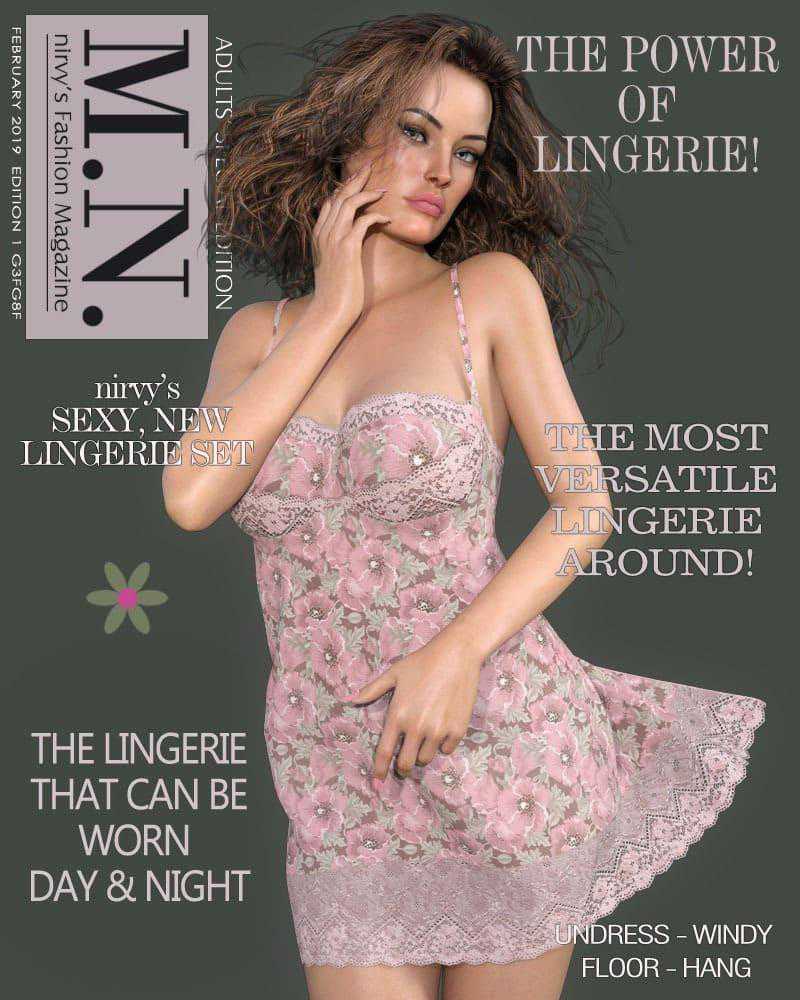 FEBRUARY 2019 EDITION 1 G3FG8F
M.N.
nirvy's Fashion Magazine
ADULTS SPECIAL EDITION
THE POWER
OF
LINGERIE!
nirvy's
SEXY, NEW
LINGERIE SET
THE MOST
VERSATILE
LINGERIE
AROUND!
THE LINGERIE
THAT CAN BE
WORN
DAY & NIGHT
UNDRESS - WINDY
FLOOR - HANG